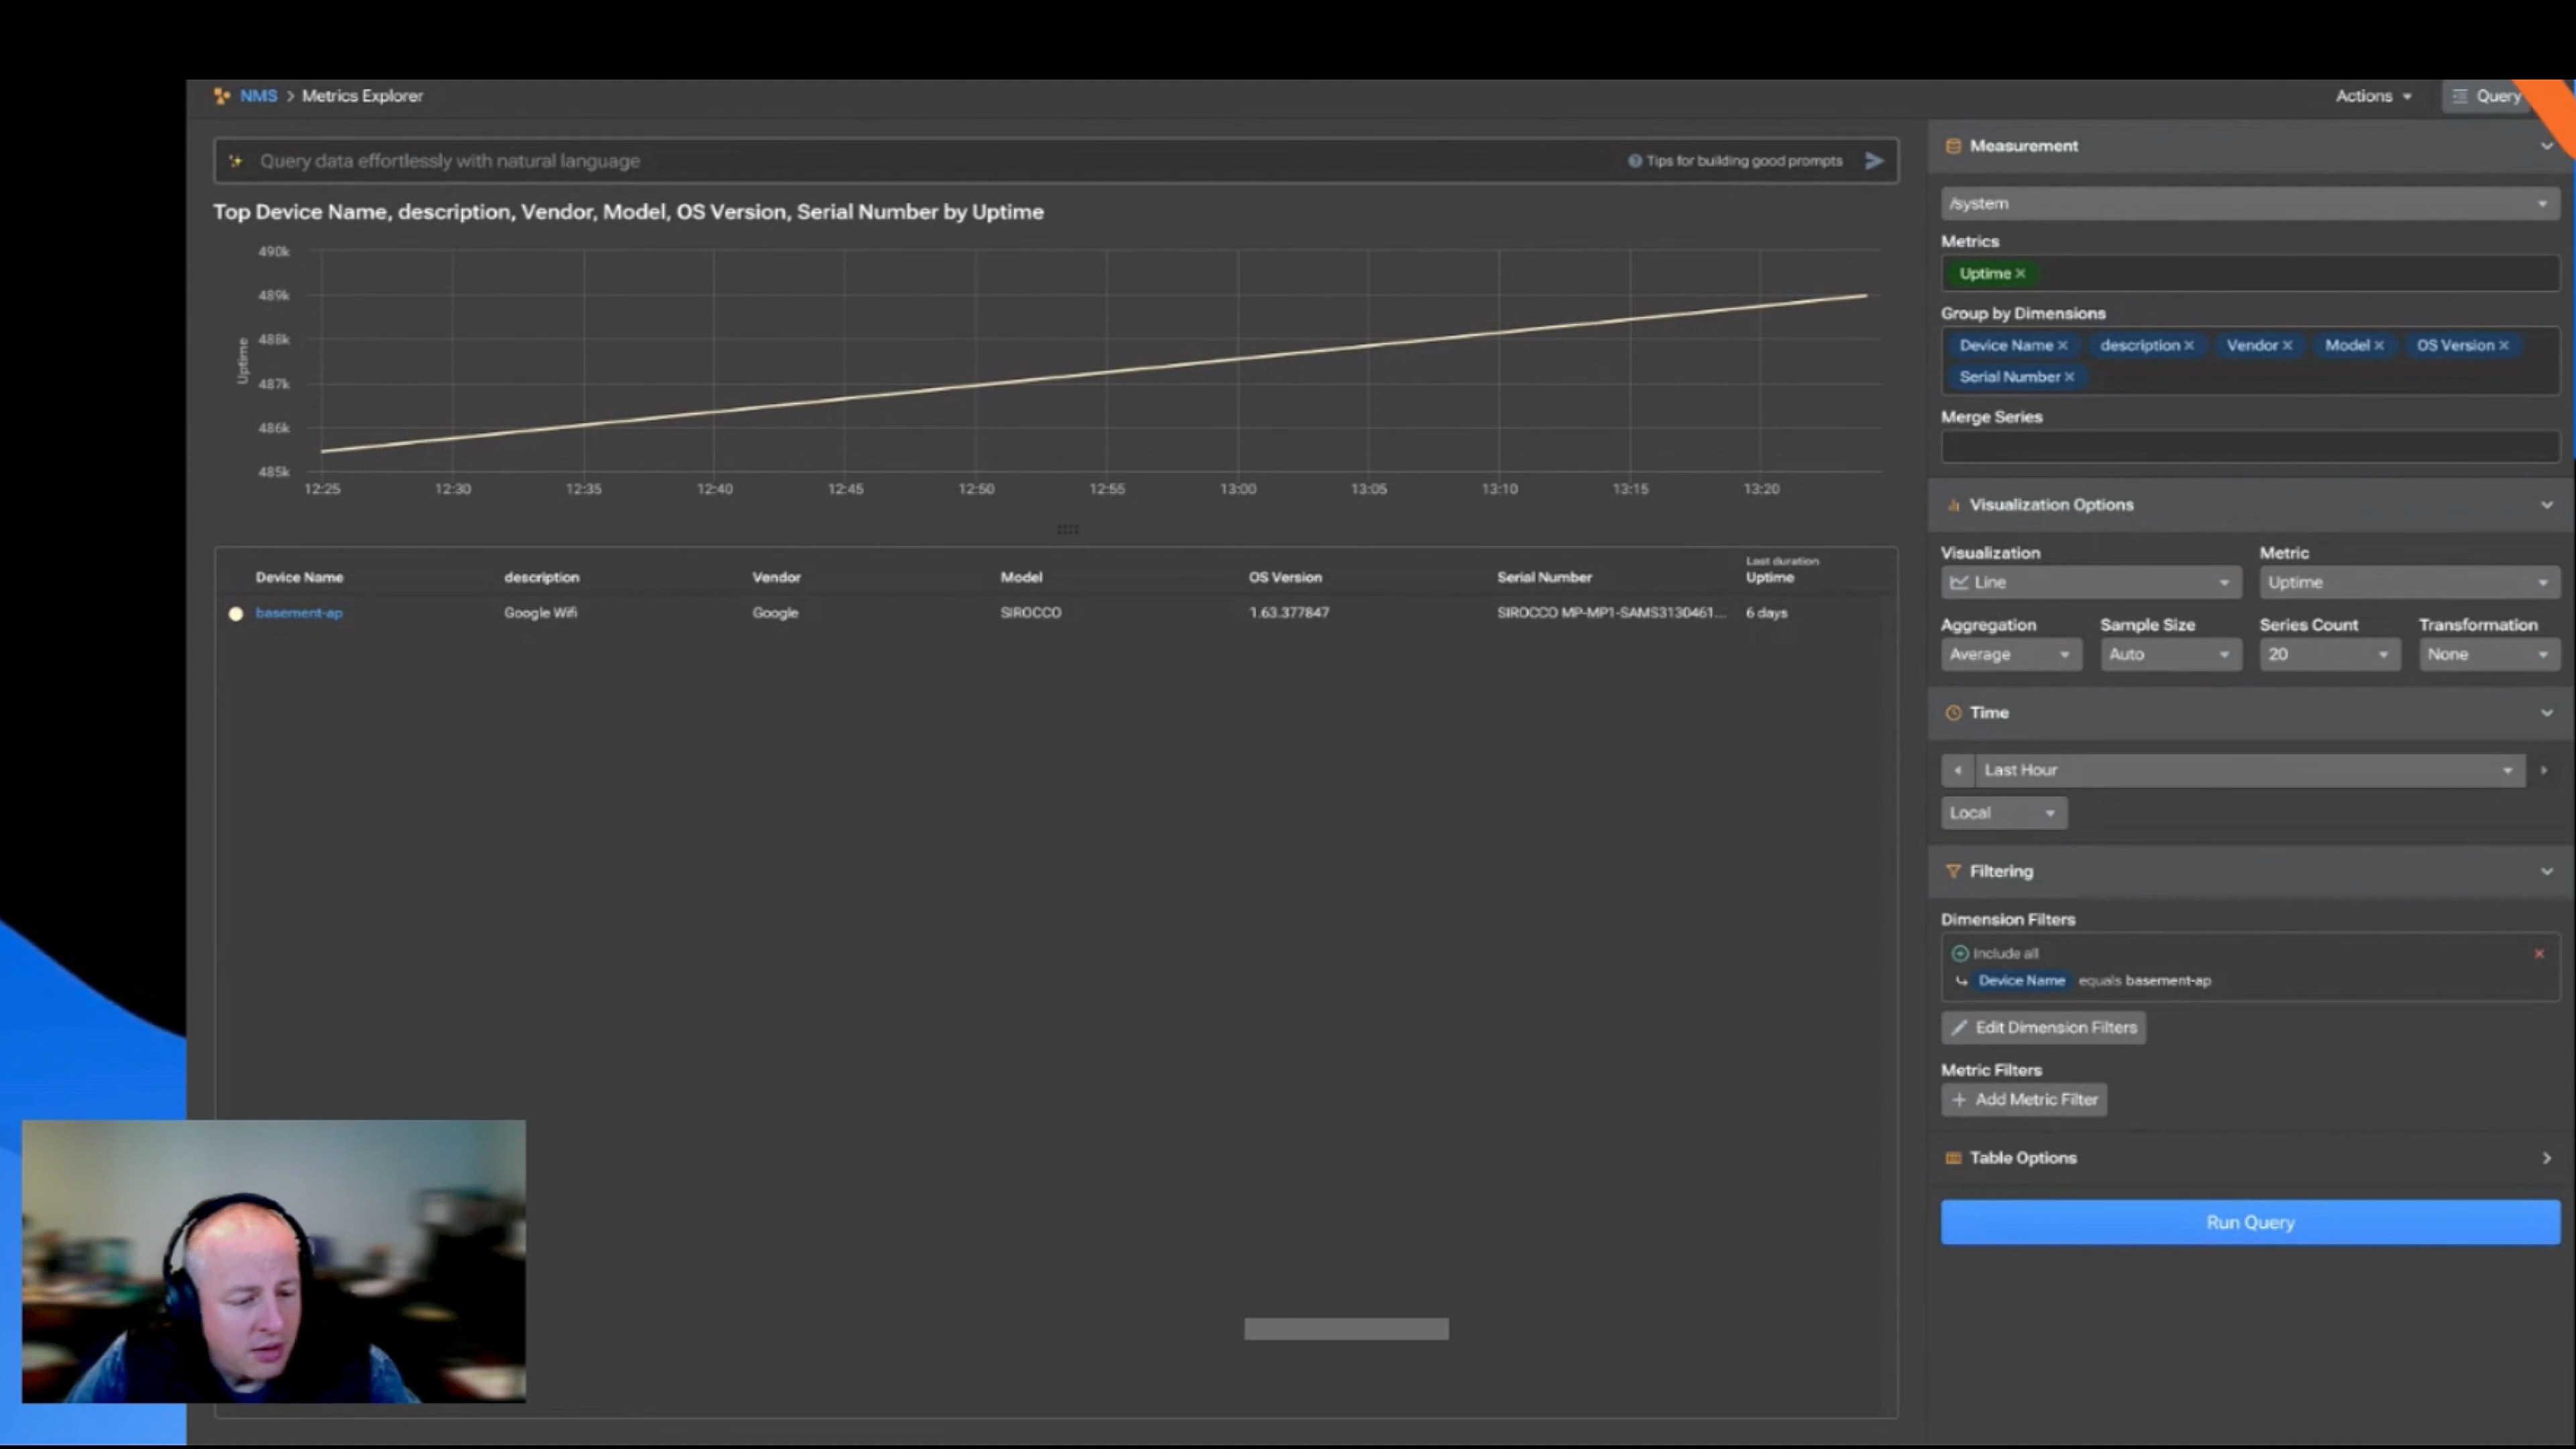 NMS > Metrics Explorer
Actions
Query
Query data effortlessly with natural language
Tips for building good prompts
Top Device Name, description, Vendor, Model, OS Version, Serial Number by Uptime
490k
489k
488k
487k
486k
485k
Uptime
12:25 12:30 12:35 12:40 12:45 12:50 12:55 13:00 13:05 13:10 13:15 13:20
Device Name description Vendor Model OS Version Serial Number Last duration Uptime
basement-ap Google Wifi Google SIROCCO 1.63.377847 SIROCCO MP-MP1-SAMS3130461... 6 days
Measurement
/system
Metrics
Uptime ×
Group by Dimensions
Device Name × description × Vendor × Model × OS Version ×
Serial Number ×
Merge Series
Visualization Options
Visualization Metric
Line Uptime
Aggregation Sample Size Series Count Transformation
Average Auto 20 None
Time
Last Hour
Local
Filtering
Dimension Filters
Include all
Device Name equals basement-ap
Edit Dimension Filters
Metric Filters
+ Add Metric Filter
Table Options
Run Query